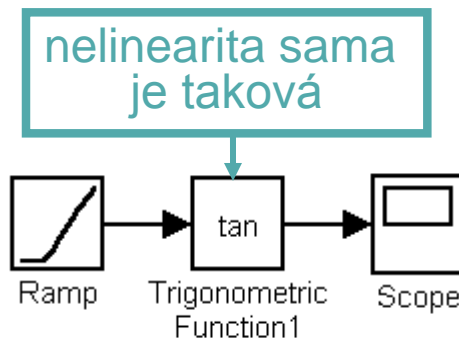 nelinearita sama
je taková
tan
Ramp
Trigonometric
Function1
Scope